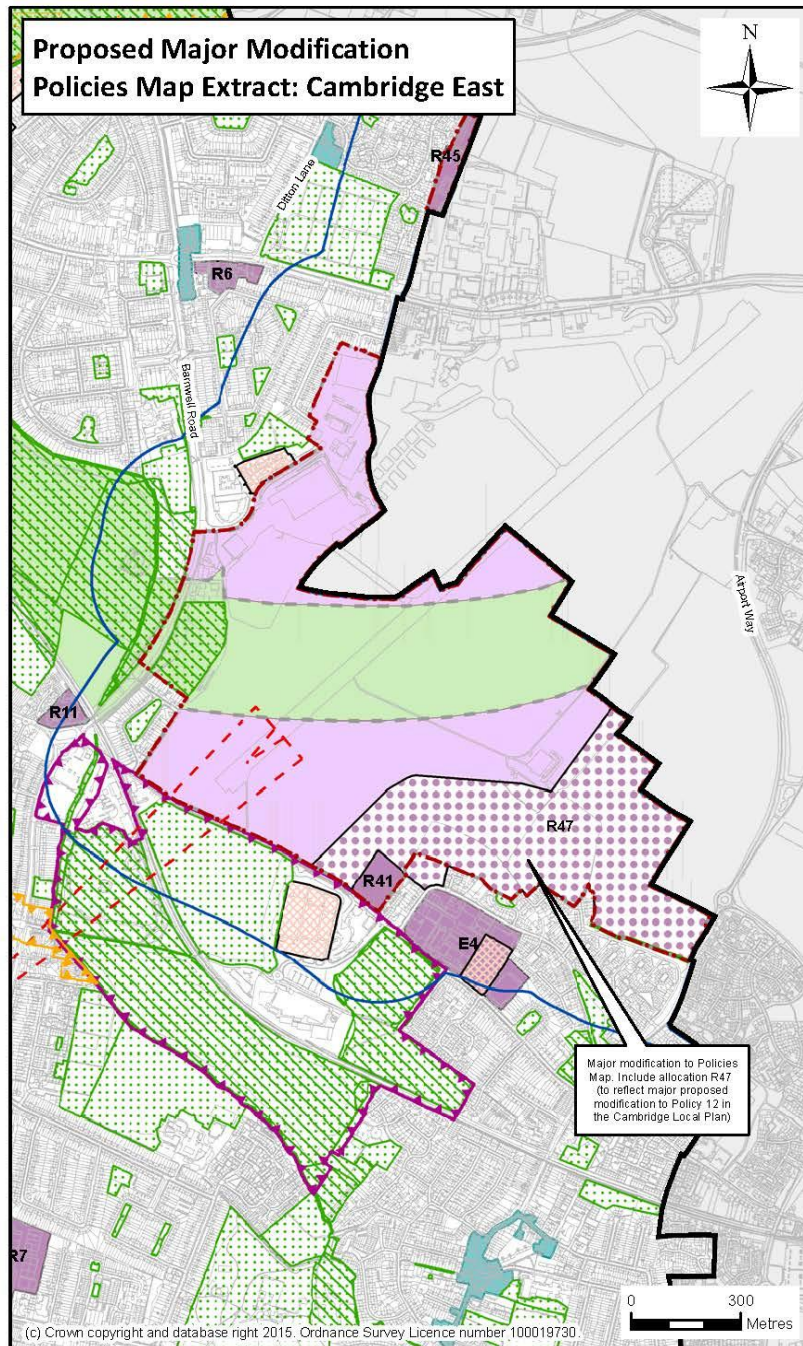 Proposed Major Modification
Policies Map Extract: Cambridge East
N
R45
Ditton Lane
R6
Barnwell Road
Airport Way
R11
R47
R41
E4
Major modification to Policies
Map. Include allocation R47
(to reflect major proposed
modification to Policy 12 in
the Cambridge Local Plan)
R7
0 300
Metres
(c) Crown copyright and database right 2015. Ordnance Survey Licence number 100019730.